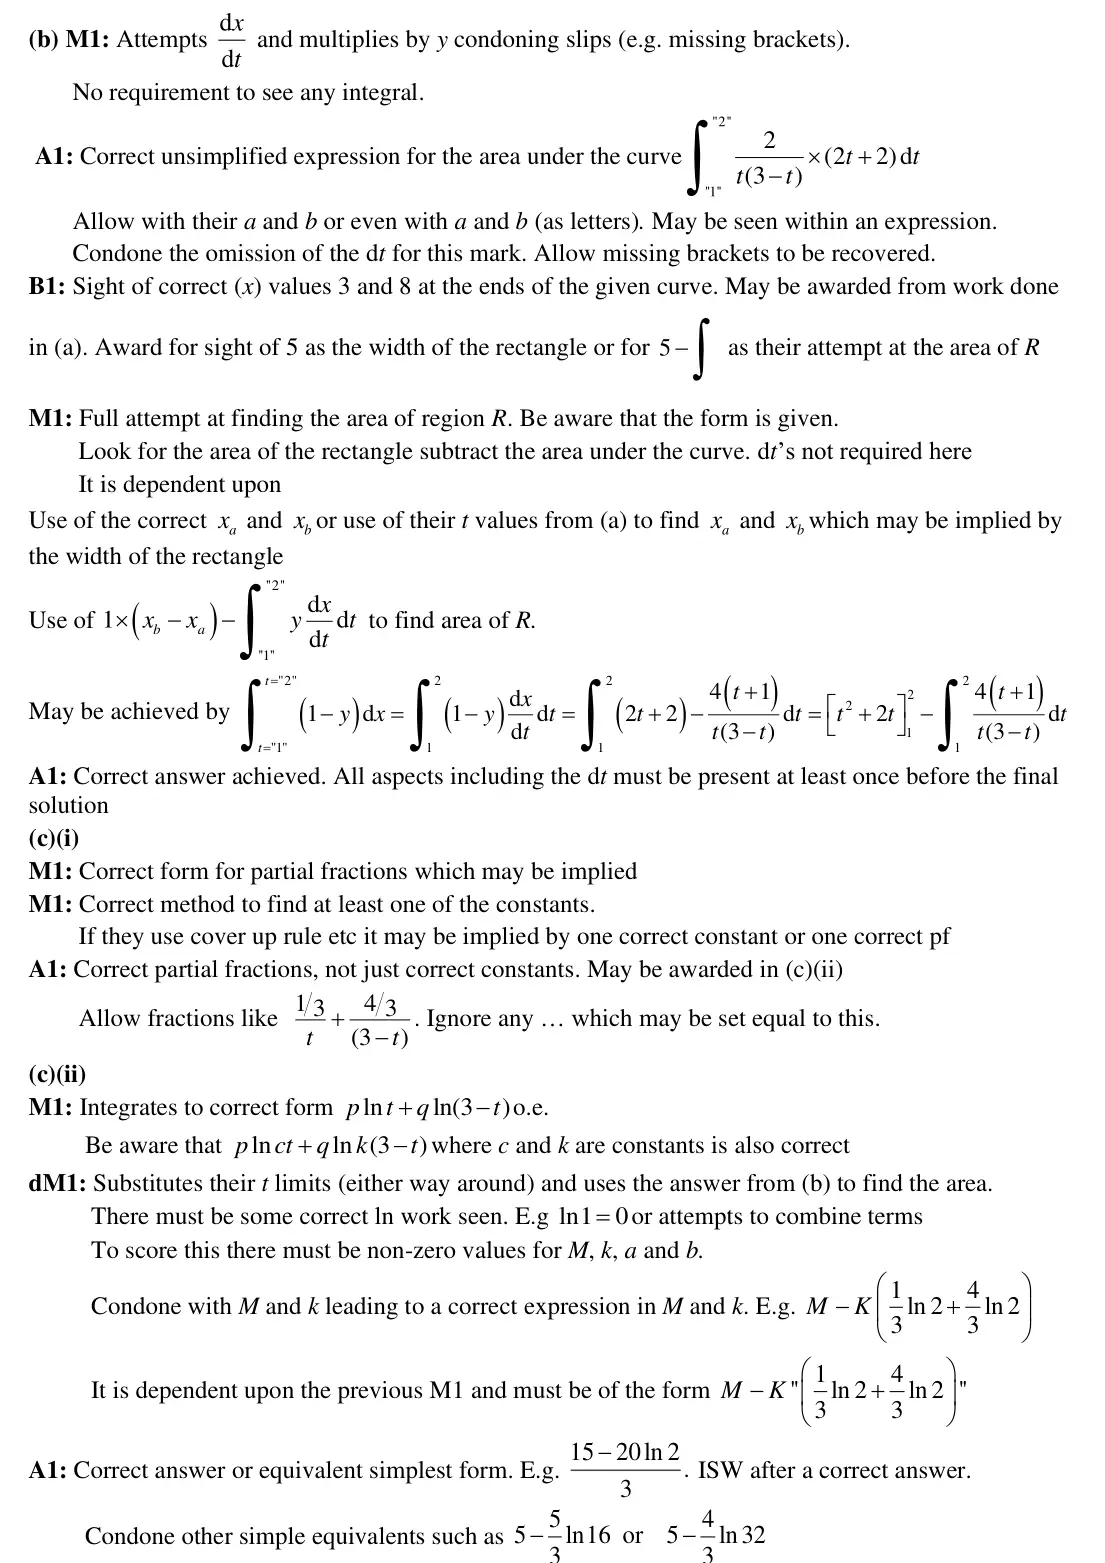 (b) M1: Attempts dx/dt and multiplies by y condoning slips (e.g. missing brackets).
No requirement to see any integral.
A1: Correct unsimplified expression for the area under the curve ∫_{"1"}^{"2"} 2/(t(3−t)) × (2t + 2) dt
Allow with their a and b or even with a and b (as letters). May be seen within an expression.
Condone the omission of the dt for this mark. Allow missing brackets to be recovered.
B1: Sight of correct (x) values 3 and 8 at the ends of the given curve. May be awarded from work done
in (a). Award for sight of 5 as the width of the rectangle or for 5 − ∫ as their attempt at the area of R
M1: Full attempt at finding the area of region R. Be aware that the form is given.
Look for the area of the rectangle subtract the area under the curve. dt’s not required here
It is dependent upon
Use of the correct x_a and x_b or use of their t values from (a) to find x_a and x_b which may be implied by
the width of the rectangle
Use of 1×(x_b − x_a) − ∫_{"1"}^{"2"} y dx/dt dt to find area of R.
May be achieved by ∫_{t="1"}^{t="2"} (1−y)dx = ∫_1^2 (1−y) dx/dt dt = ∫_1^2 (2t+2) − 4(t+1)/(t(3−t)) dt = [t² + 2t]_1^2 − ∫_1^2 4(t+1)/(t(3−t)) dt
A1: Correct answer achieved. All aspects including the dt must be present at least once before the final
solution
(c)(i)
M1: Correct form for partial fractions which may be implied
M1: Correct method to find at least one of the constants.
If they use cover up rule etc it may be implied by one correct constant or one correct pf
A1: Correct partial fractions, not just correct constants. May be awarded in (c)(ii)
Allow fractions like (1/3)/t + (4/3)/(3−t). Ignore any … which may be set equal to this.
(c)(ii)
M1: Integrates to correct form p ln t + q ln(3−t) o.e.
Be aware that p ln ct + q ln k(3−t) where c and k are constants is also correct
dM1: Substitutes their t limits (either way around) and uses the answer from (b) to find the area.
There must be some correct ln work seen. E.g ln1 = 0 or attempts to combine terms
To score this there must be non-zero values for M, k, a and b.
Condone with M and k leading to a correct expression in M and k. E.g. M − K(1/3 ln 2 + 4/3 ln 2)
It is dependent upon the previous M1 and must be of the form M − K"(1/3 ln 2 + 4/3 ln 2)"
A1: Correct answer or equivalent simplest form. E.g. (15 − 20 ln 2)/3. ISW after a correct answer.
Condone other simple equivalents such as 5 − 5/3 ln 16 or 5 − 4/3 ln 32